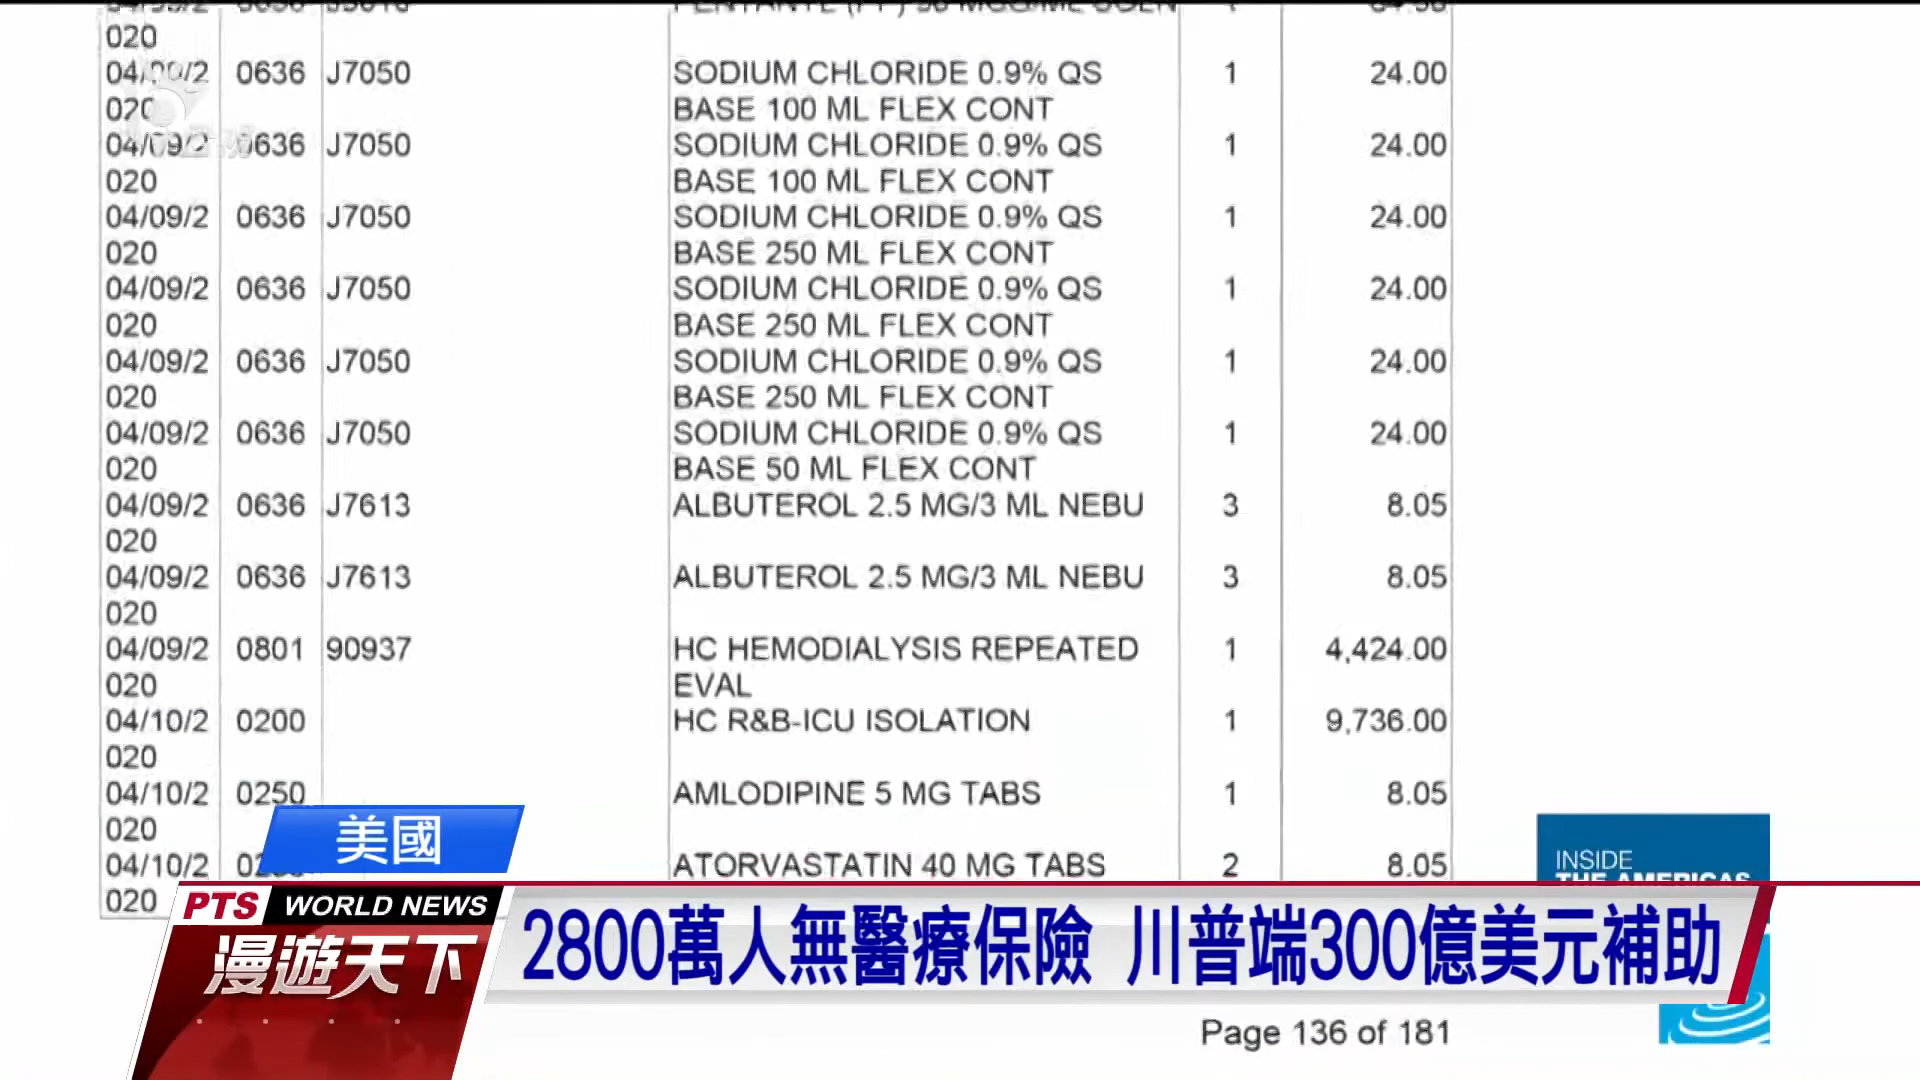 020
04/09/2 0636 J7050 SODIUM CHLORIDE 0.9% QS 1 24.00
020 BASE 100 ML FLEX CONT
04/09/2 0636 J7050 SODIUM CHLORIDE 0.9% QS 1 24.00
020 BASE 100 ML FLEX CONT
04/09/2 0636 J7050 SODIUM CHLORIDE 0.9% QS 1 24.00
020 BASE 250 ML FLEX CONT
04/09/2 0636 J7050 SODIUM CHLORIDE 0.9% QS 1 24.00
020 BASE 250 ML FLEX CONT
04/09/2 0636 J7050 SODIUM CHLORIDE 0.9% QS 1 24.00
020 BASE 250 ML FLEX CONT
04/09/2 0636 J7050 SODIUM CHLORIDE 0.9% QS 1 24.00
020 BASE 50 ML FLEX CONT
04/09/2 0636 J7613 ALBUTEROL 2.5 MG/3 ML NEBU 3 8.05
020
04/09/2 0636 J7613 ALBUTEROL 2.5 MG/3 ML NEBU 3 8.05
020
04/09/2 0801 90937 HC HEMODIALYSIS REPEATED 1 4,424.00
020 EVAL
04/10/2 0200 HC R&B-ICU ISOLATION 1 9,736.00
020
04/10/2 0250 AMLODIPINE 5 MG TABS 1 8.05
020
04/10/2 ATORVASTATIN 40 MG TABS 2 8.05
020
美國
INSIDE
THE AMERICAS
PTS WORLD NEWS
漫遊天下
2800萬人無醫療保險 川普端300億美元補助
Page 136 of 181